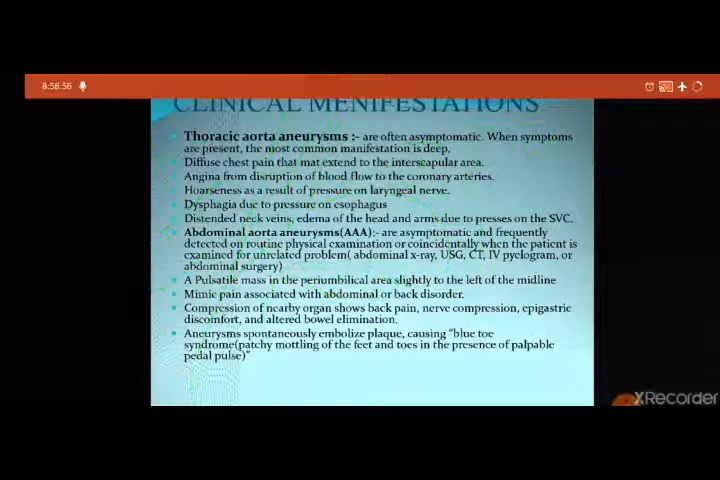 8:58:56
CLINICAL MENIFESTATIONS
Thoracic aorta aneurysms :- are often asymptomatic. When symptoms
are present, the most common manifestation is deep,
Diffuse chest pain that mat extend to the interscapular area.
Angina from disruption of blood flow to the coronary arteries.
Hoarseness as a result of pressure on laryngeal nerve.
Dysphagia due to pressure on esophagus
Distended neck veins, edema of the head and arms due to presses on the SVC.
Abdominal aorta aneurysms(AAA):- are asymptomatic and frequently
detected on routine physical examination or coincidentally when the patient is
examined for unrelated problem( abdominal x-ray, USG, CT, IV pyelogram, or
abdominal surgery)
A Pulsatile mass in the periumbilical area slightly to the left of the midline
Mimic pain associated with abdominal or back disorder.
Compression of nearby organ shows back pain, nerve compression, epigastric
discomfort, and altered bowel elimination.
Aneurysms spontaneously embolize plaque, causing "blue toe
syndrome(patchy mottling of the feet and toes in the presence of palpable
pedal pulse)"
XRecorder